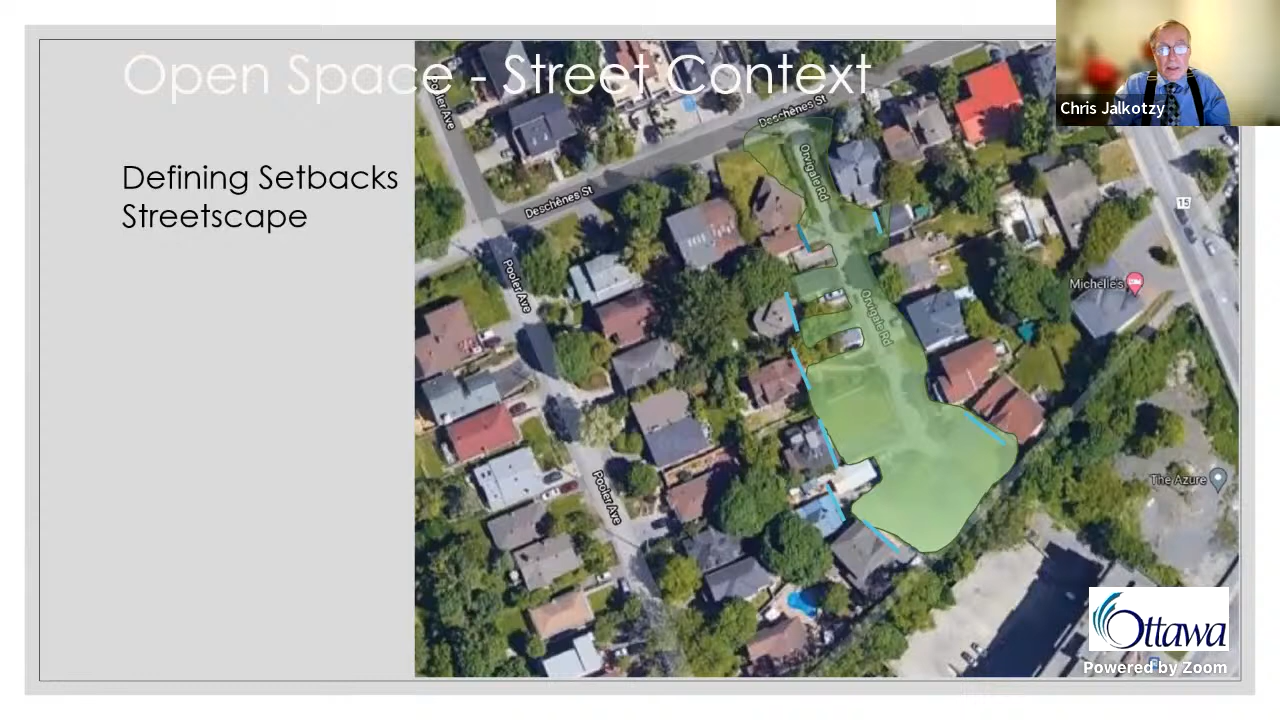 Open Space - Street Context
Chris Jalkotzy
Defining Setbacks
Streetscape
Pooler Ave
Deschênes St
Deschênes St
Orvigale Rd
15
Pooler Ave
Michelle's
Orvigale Rd
Pooler Ave
The Azure
Ottawa
Powered by Zoom